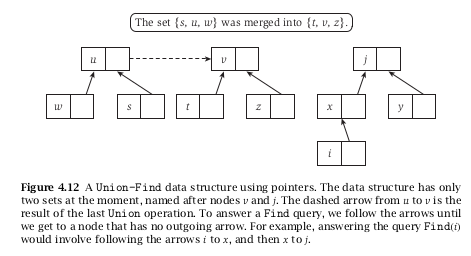 The set {s, u, w} was merged into {t, v, z}.
u v j
w s t z x y
i
Figure 4.12 A Union-Find data structure using pointers. The data structure has only
two sets at the moment, named after nodes v and j. The dashed arrow from u to v is the
result of the last Union operation. To answer a Find query, we follow the arrows until
we get to a node that has no outgoing arrow. For example, answering the query Find(i)
would involve following the arrows i to x, and then x to j.